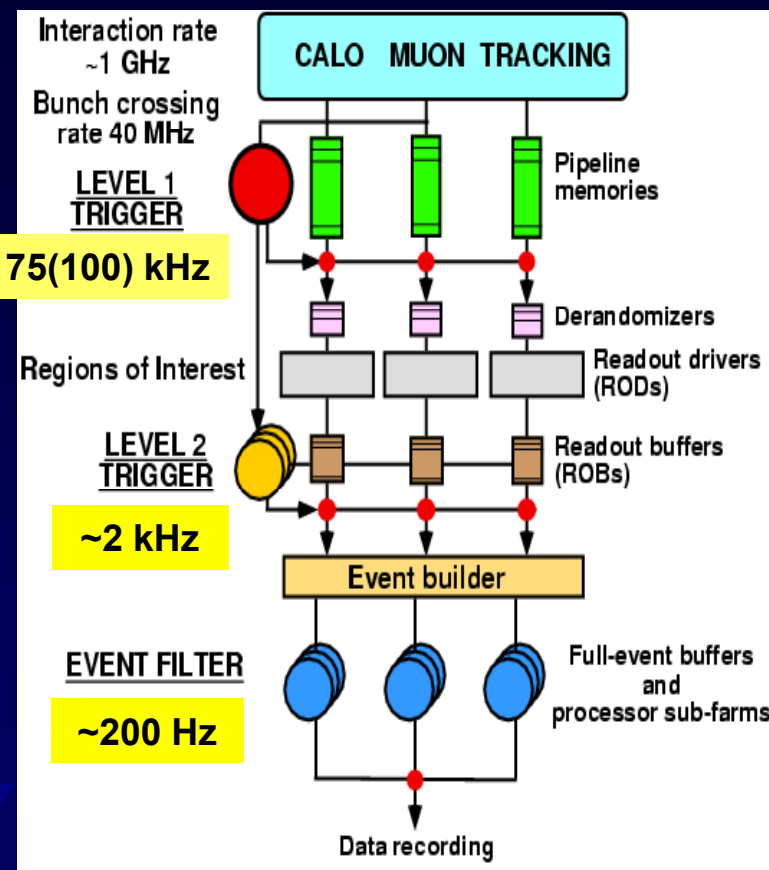 Interaction rate
~1 GHz
CALO MUON TRACKING
Bunch crossing
rate 40 MHz
Pipeline
memories
LEVEL 1
TRIGGER
75(100) kHz
Derandomizers
Regions of Interest
Readout drivers
(RODs)
LEVEL 2
TRIGGER
Readout buffers
(ROBs)
~2 kHz
Event builder
EVENT FILTER
Full-event buffers
and
processor sub-farms
~200 Hz
Data recording